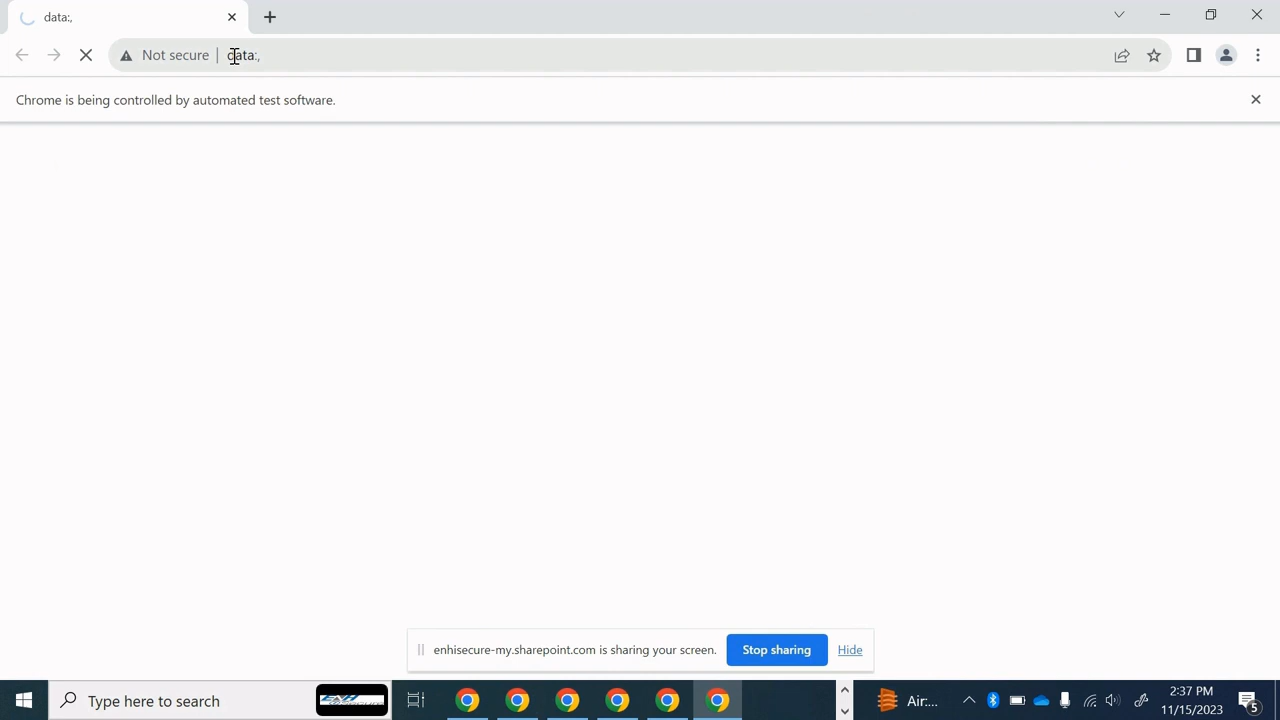 data:,
Not secure | data:,
Chrome is being controlled by automated test software.
enhisecure-my.sharepoint.com is sharing your screen. Stop sharing Hide
Type here to search
Air:...
2:37 PM
11/15/2023
5